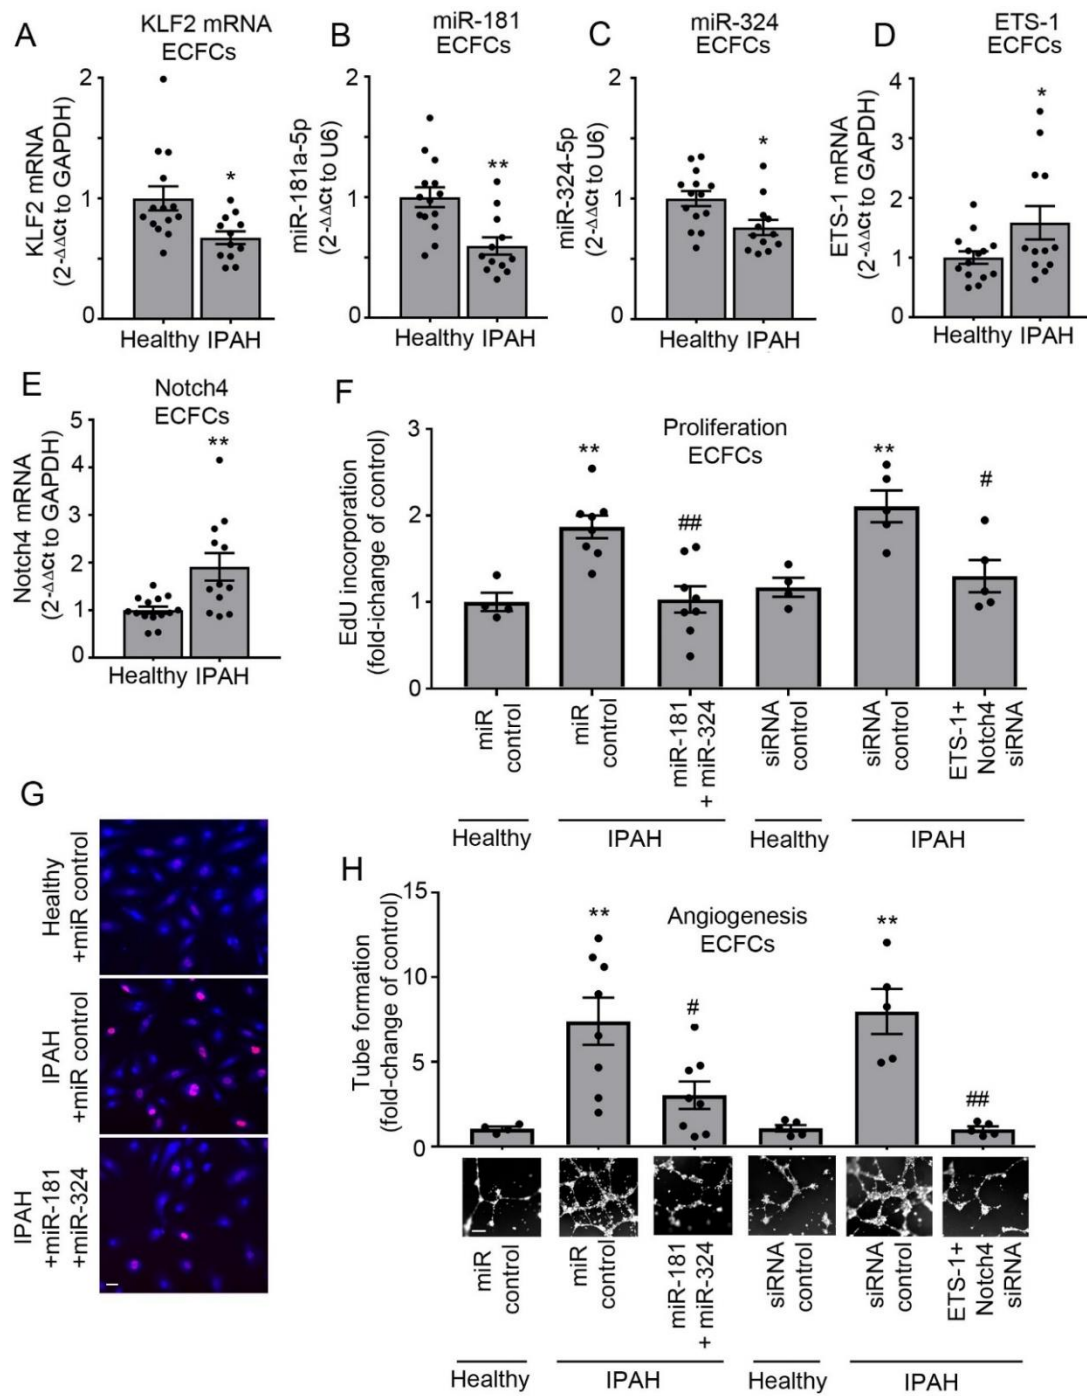 A
KLF2 mRNA
ECFCs
KLF2 mRNA
(2-ΔΔct to GAPDH)
2
1
0
*
Healthy IPAH
B
miR-181
ECFCs
miR-181a-5p
(2-ΔΔct to U6)
2
1
0
**
Healthy IPAH
C
miR-324
ECFCs
miR-324-5p
(2-ΔΔct to U6)
2
1
0
*
Healthy IPAH
D
ETS-1
ECFCs
ETS-1 mRNA
(2-ΔΔct to GAPDH)
4
3
2
1
0
*
Healthy IPAH
E
Notch4
ECFCs
Notch4 mRNA
(2-ΔΔct to GAPDH)
5
4
3
2
1
0
**
Healthy IPAH
F
Proliferation
ECFCs
EdU incorporation
(fold-ichange of control)
3
2
1
0
**
##
**
#
miR
control
miR
control
miR-181
+ miR-324
siRNA
control
siRNA
control
ETS-1+
Notch4
siRNA
Healthy
IPAH
Healthy
IPAH
G
Healthy
+miR control
IPAH
+miR control
IPAH
+miR-181
+miR-324
H
Angiogenesis
ECFCs
Tube formation
(fold-change of control)
15
10
5
0
**
#
**
##
miR
control
miR
control
miR-181
+ miR-324
siRNA
control
siRNA
control
ETS-1+
Notch4
siRNA
Healthy
IPAH
Healthy
IPAH